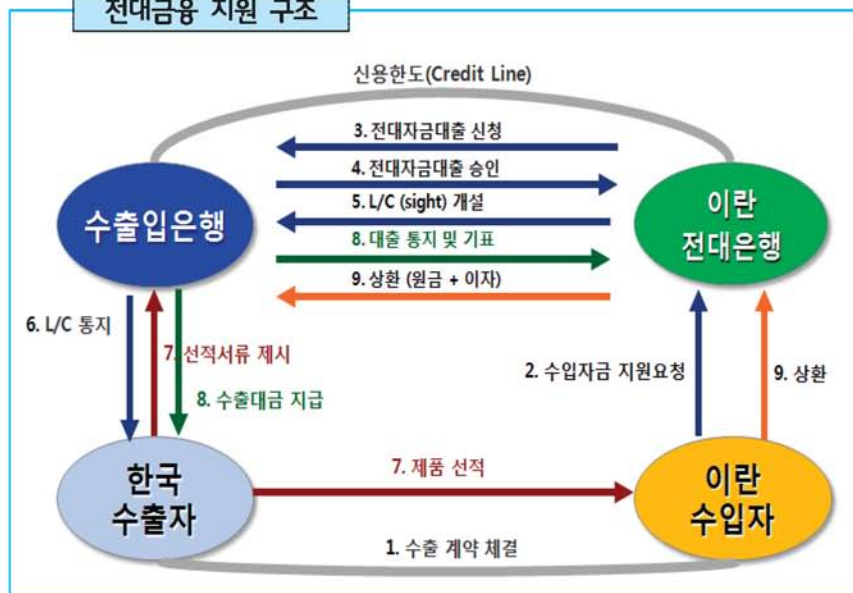 전대금융 지원 구조
신용한도(Credit Line)
3. 전대자금대출 신청
4. 전대자금대출 승인
5. L/C (sight) 개설
8. 대출 통지 및 기표
9. 상환 (원금 + 이자)
수출입은행
이란
전대은행
6. L/C 통지
7. 선적서류 제시
8. 수출대금 지급
2. 수입자금 지원요청
9. 상환
한국
수출자
7. 제품 선적
이란
수입자
1. 수출 계약 체결